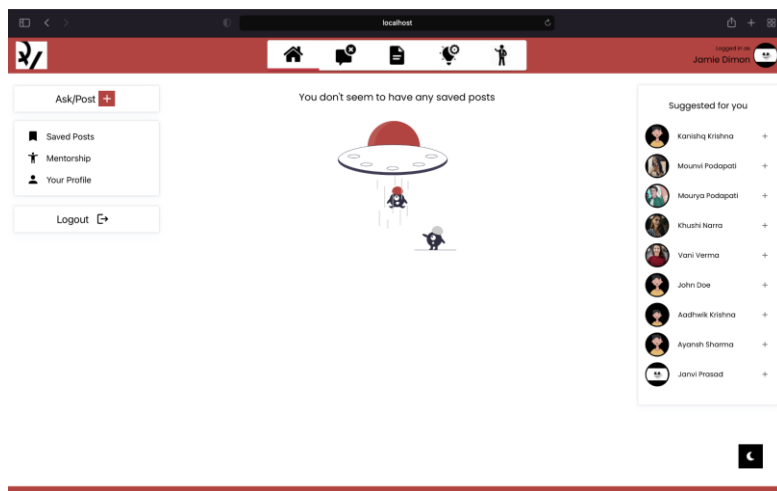 localhost
Logged in as
Jamie Dimon
Ask/Post
Saved Posts
Mentorship
Your Profile
Logout
You don't seem to have any saved posts
Suggested for you
Kanishq Krishna
Mounvi Podapati
Mourya Podapati
Khushi Narra
Vani Verma
John Doe
Aadhwik Krishna
Ayansh Sharma
Janvi Prasad